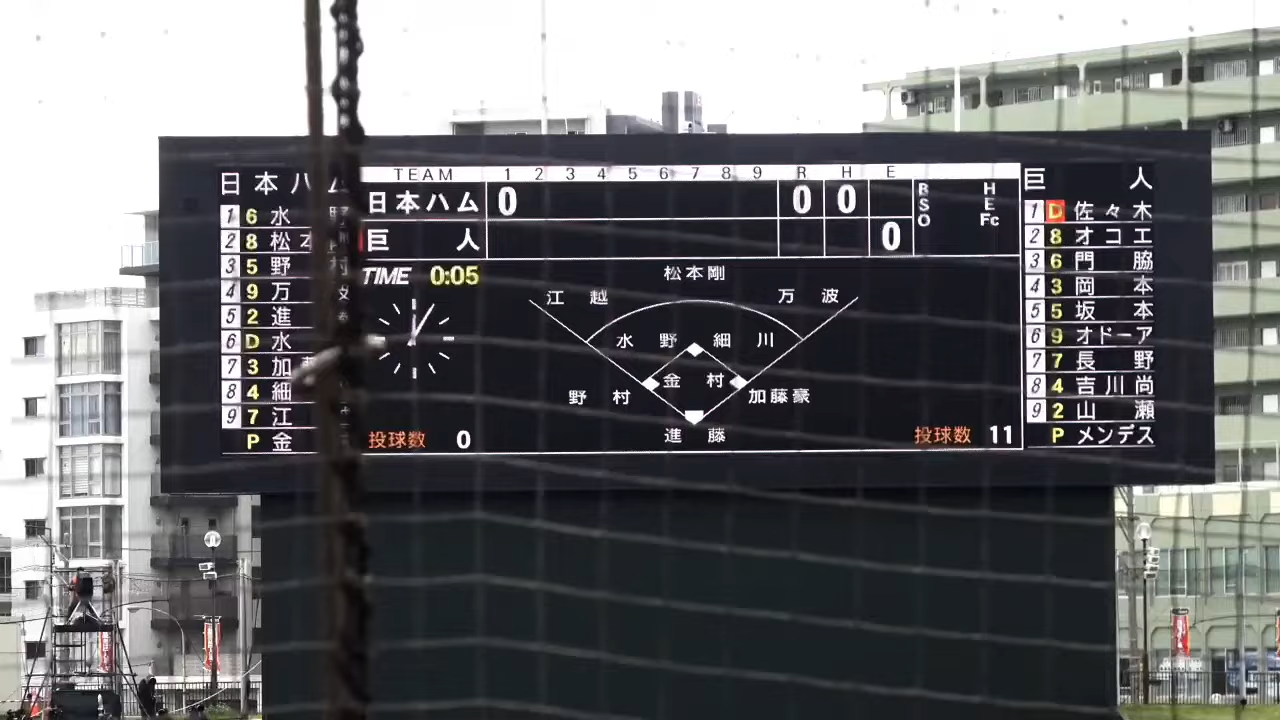 日本ハム
1 6 水野
2 8 松本
3 5 野村
4 9 万波
5 2 進
6 D 水
7 3 加
8 4 細
9 7 江
P 金
TEAM 1 2 3 4 5 6 7 8 9 R H E
日本ハム 0 0 0
巨人 0
B
S
O
H
E
Fc
TIME 0:05
松本剛
江越 万波
水野 細川
金村
野村 加藤豪
進藤
投球数 0
投球数 11
巨人
1 D 佐々木
2 8 オコエ
3 6 門脇
4 3 岡本
5 5 坂本
6 9 オドーア
7 7 長野
8 4 吉川尚
9 2 山瀬
P メンデス